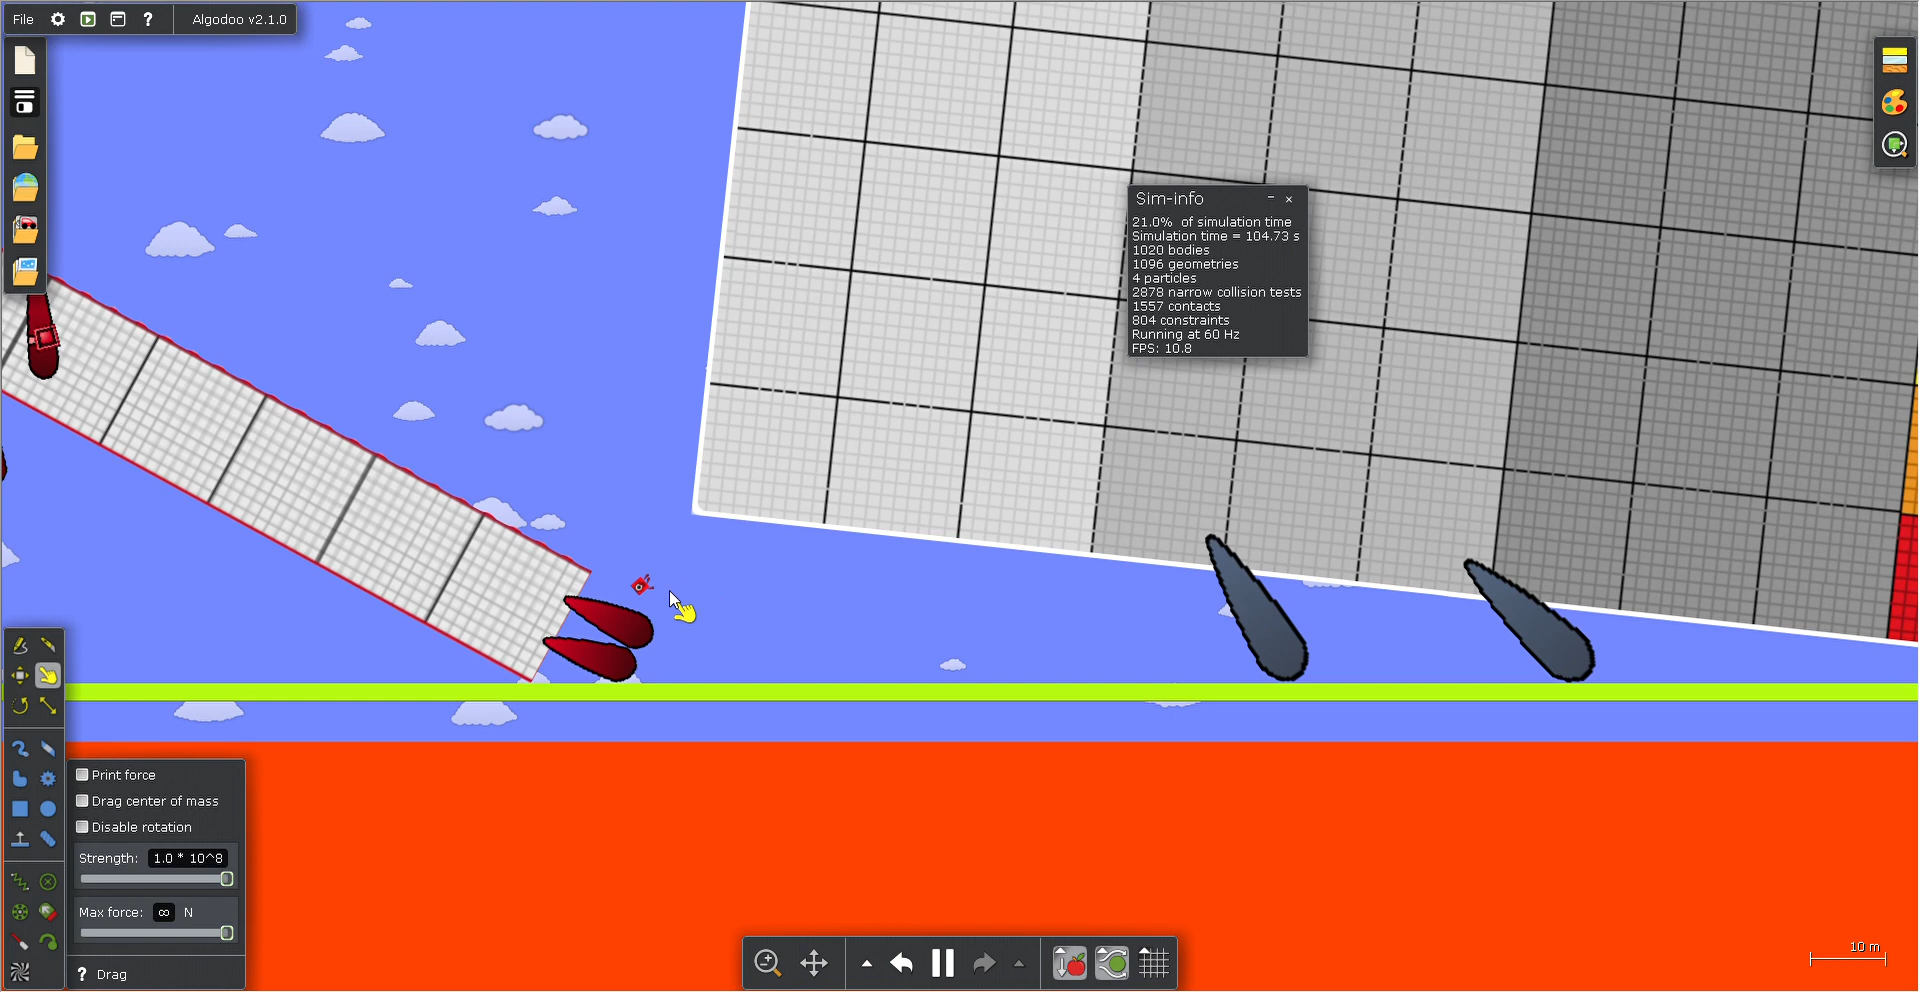 File
?
Algodoo v2.1.0
Sim-info
21.0% of simulation time
Simulation time = 104.73 s
1020 bodies
1096 geometries
4 particles
2878 narrow collision tests
1557 contacts
804 constraints
Running at 60 Hz
FPS: 10.8
Print force
Drag center of mass
Disable rotation
Strength: 1.0 * 10^8
Max force: ∞ N
? Drag
10 m